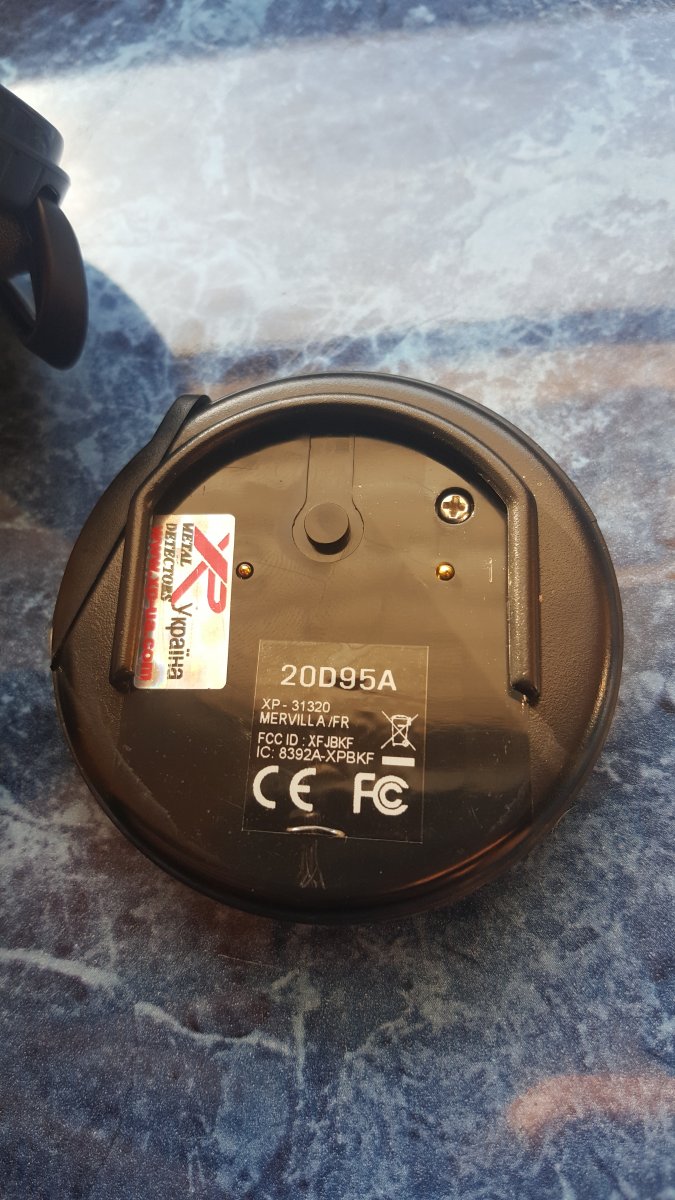 XP
METAL
DETECTORS
Україна
20D95A
XP - 31320
MERVILLA /FR
FCC ID : XFJBKF
IC: 8392A-XPBKF
CE FC